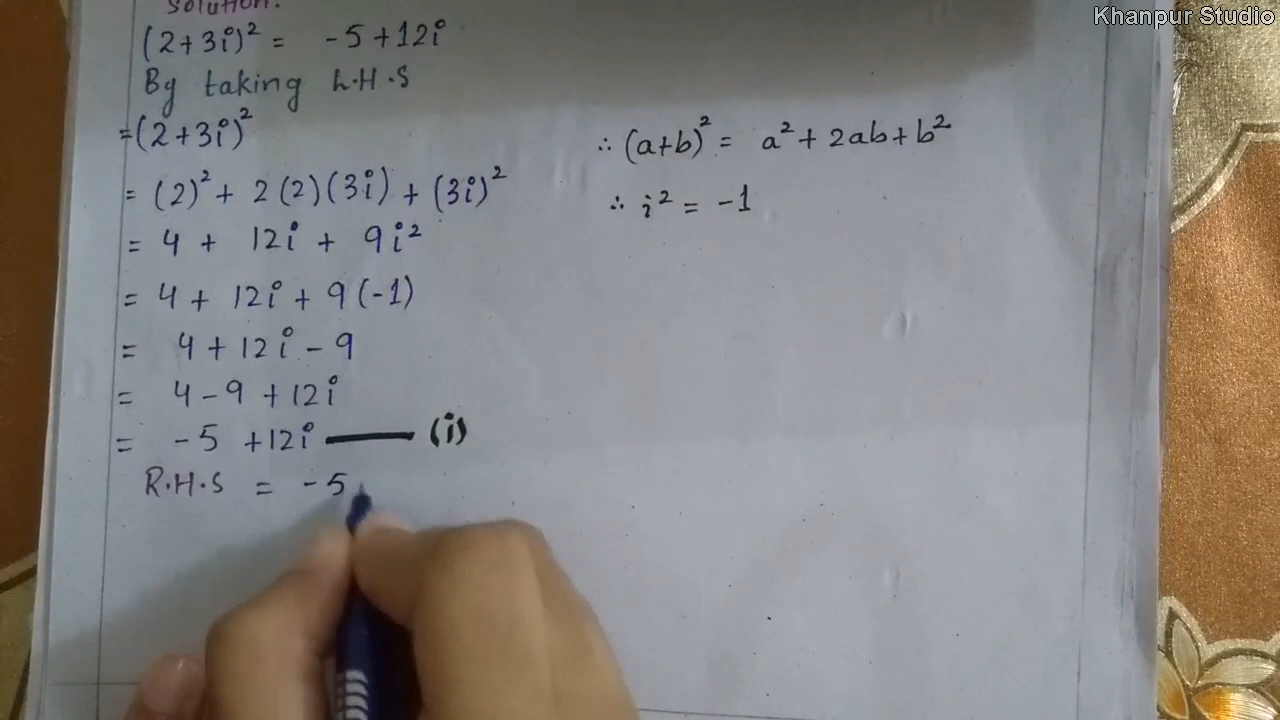 Khanpur Studio
Solution:
(2+3i)² = -5+12i
By taking L.H.S
=(2+3i)²
∴ (a+b)² = a²+2ab+b²
= (2)²+ 2(2)(3i)+(3i)²
∴ i² = -1
= 4 + 12i + 9i²
= 4 + 12i + 9(-1)
= 4+12i-9
= 4-9+12i
= -5 +12i —— (i)
R.H.S = -5